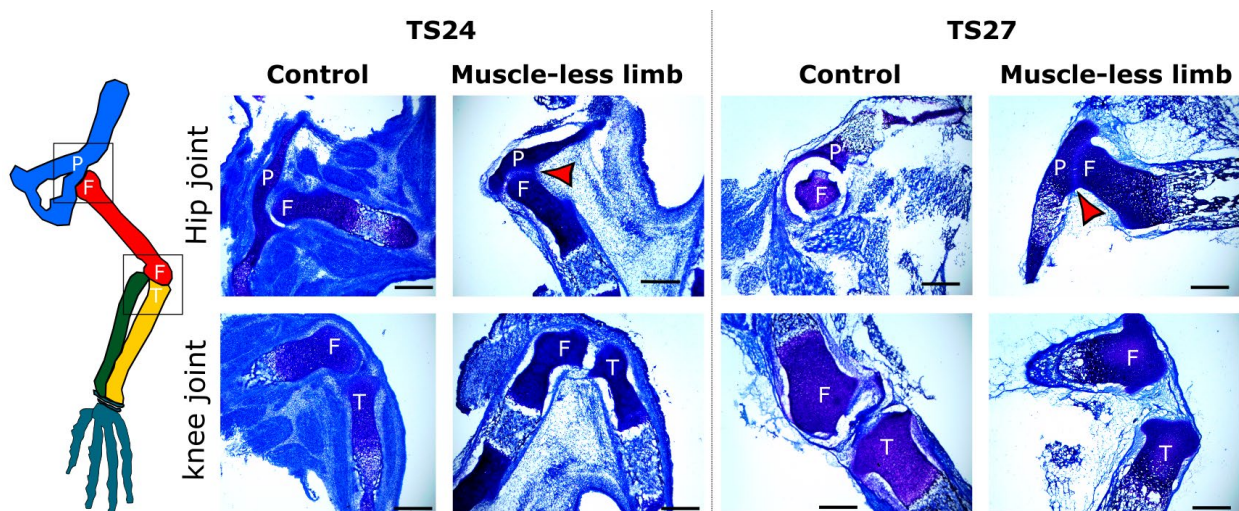 TS24
TS27
Control
Muscle-less limb
Control
Muscle-less limb
Hip joint
P
F
F
T
P
F
P
F
P
F
P
F
knee joint
F
T
F
T
F
T
F
T